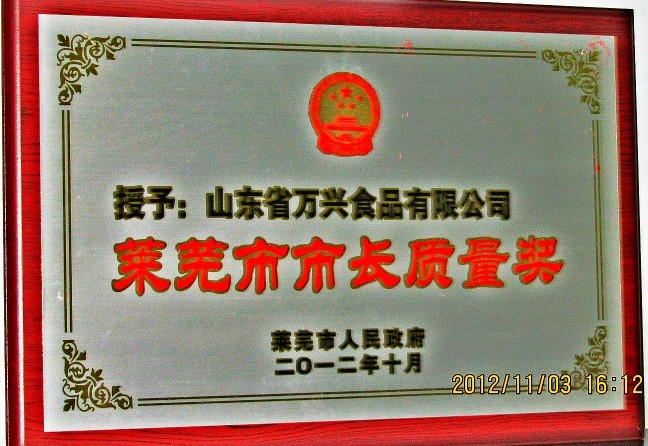 授予：山东省万兴食品有限公司
莱芜市市长质量奖
莱芜市人民政府
二〇一二年十月
2012/11/03 16:12